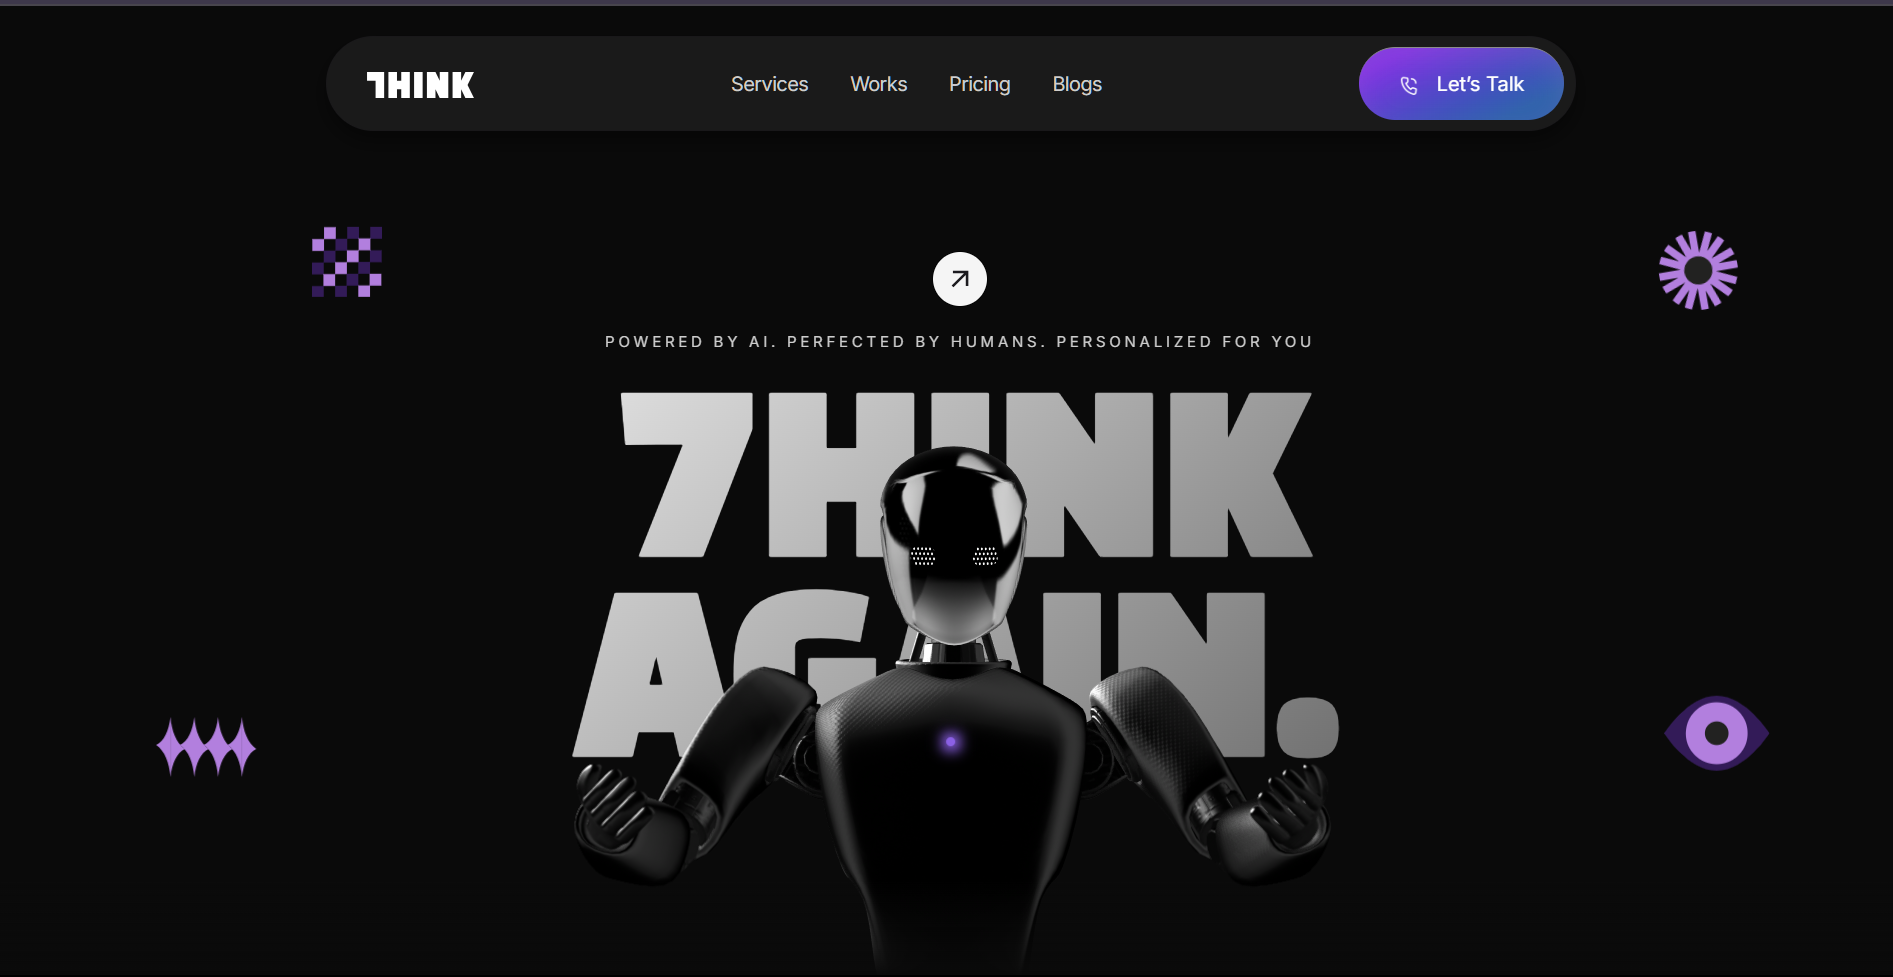 7HINK
Services Works Pricing Blogs
Let's Talk
POWERED BY AI. PERFECTED BY HUMANS. PERSONALIZED FOR YOU
7HINK
AGAIN.